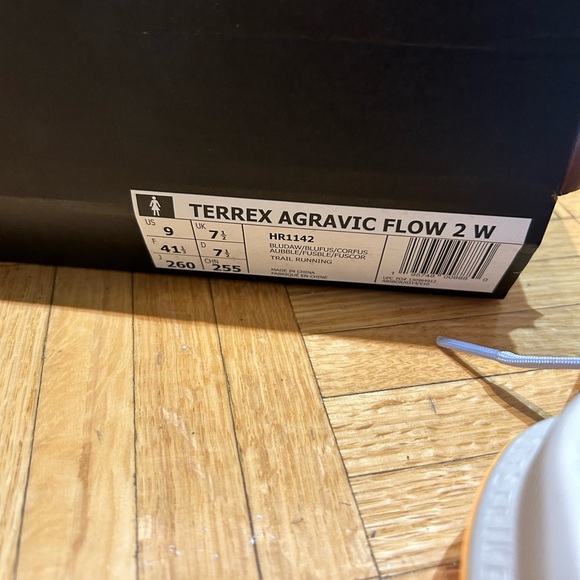 TERREX AGRAVIC FLOW 2 W
US 9 UK 7½
F 41⅓ D 7½
J 260 CHN 255
HR1142
BLUDAW/BLUFUS/CORFUS
AUBBLE/FUSBLE/FUSCOR
TRAIL RUNNING
MADE IN CHINA
FABRIQUÉ EN CHINE